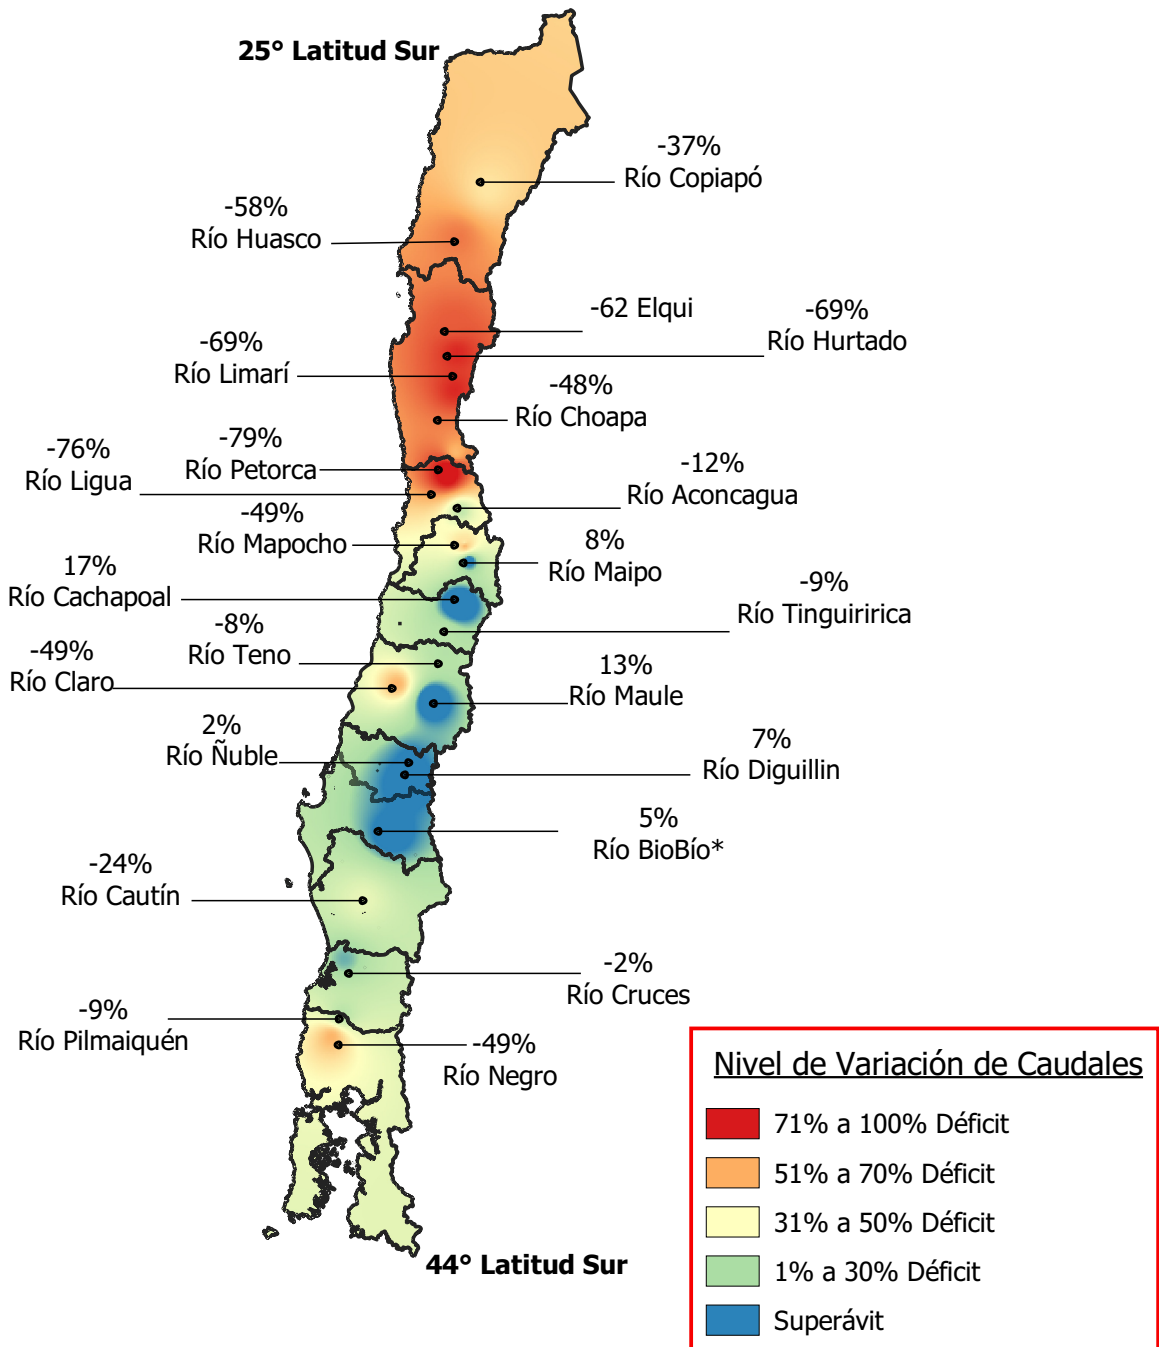 25° Latitud Sur
-37%
Río Copiapó
-58%
Río Huasco
-62 Elqui
-69%
Río Hurtado
-69%
Río Limarí
-48%
Río Choapa
-79%
Río Petorca
-76%
Río Ligua
-12%
Río Aconcagua
-49%
Río Mapocho
8%
Río Maipo
17%
Río Cachapoal
-9%
Río Tinguiririca
-8%
Río Teno
-49%
Río Claro
13%
Río Maule
2%
Río Ñuble
7%
Río Diguillin
5%
Río BioBío*
-24%
Río Cautín
-2%
Río Cruces
-9%
Río Pilmaiquén
-49%
Río Negro
44° Latitud Sur
Nivel de Variación de Caudales
71% a 100% Déficit
51% a 70% Déficit
31% a 50% Déficit
1% a 30% Déficit
Superávit